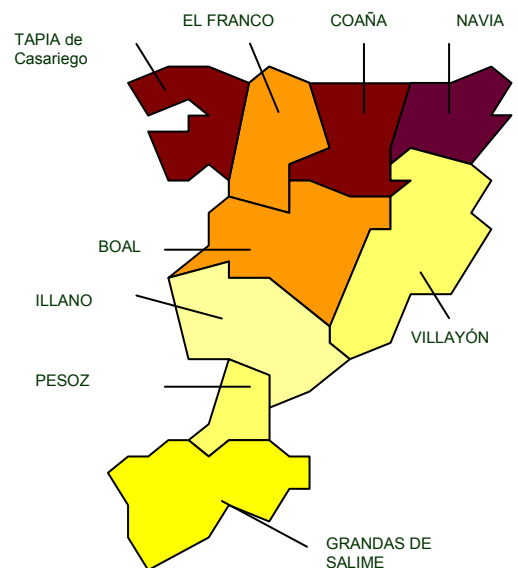 TAPIA de
Casariego
EL FRANCO
COAÑA
NAVIA
BOAL
ILLANO
VILLAYÓN
PESOZ
GRANDAS DE
SALIME